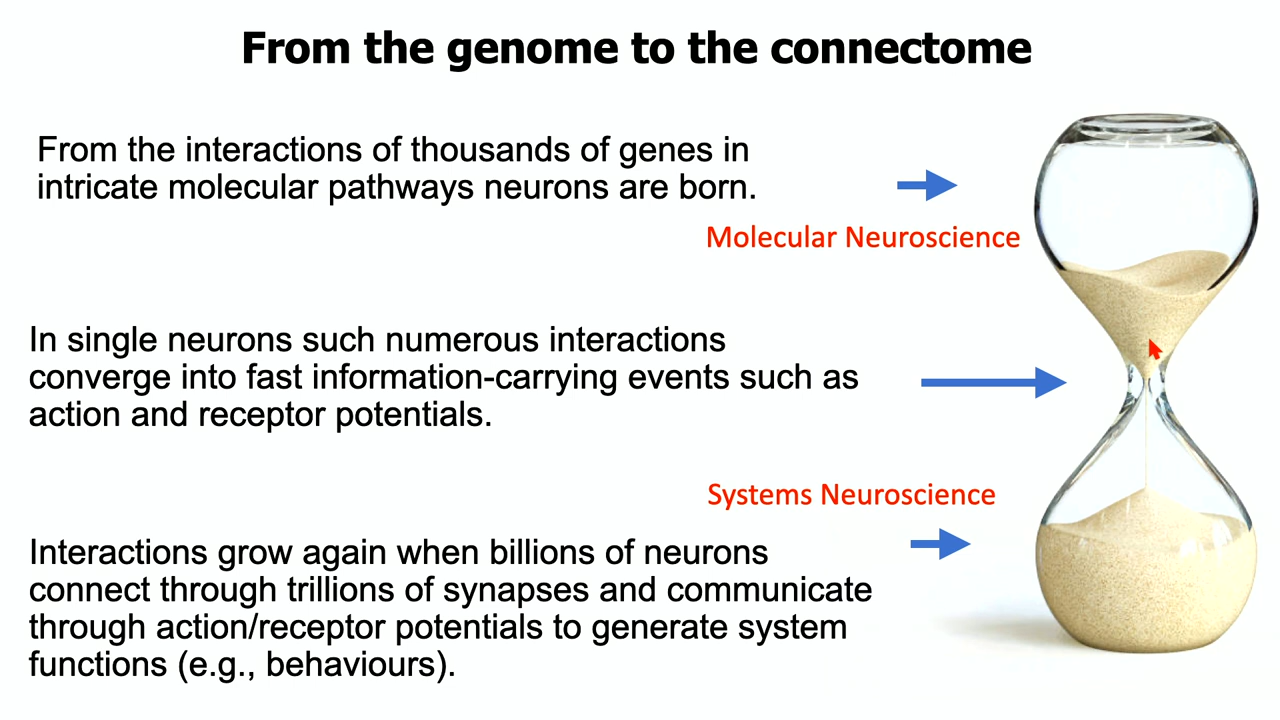 From the genome to the connectome
From the interactions of thousands of genes in
intricate molecular pathways neurons are born.
Molecular Neuroscience
In single neurons such numerous interactions
converge into fast information-carrying events such as
action and receptor potentials.
Systems Neuroscience
Interactions grow again when billions of neurons
connect through trillions of synapses and communicate
through action/receptor potentials to generate system
functions (e.g., behaviours).